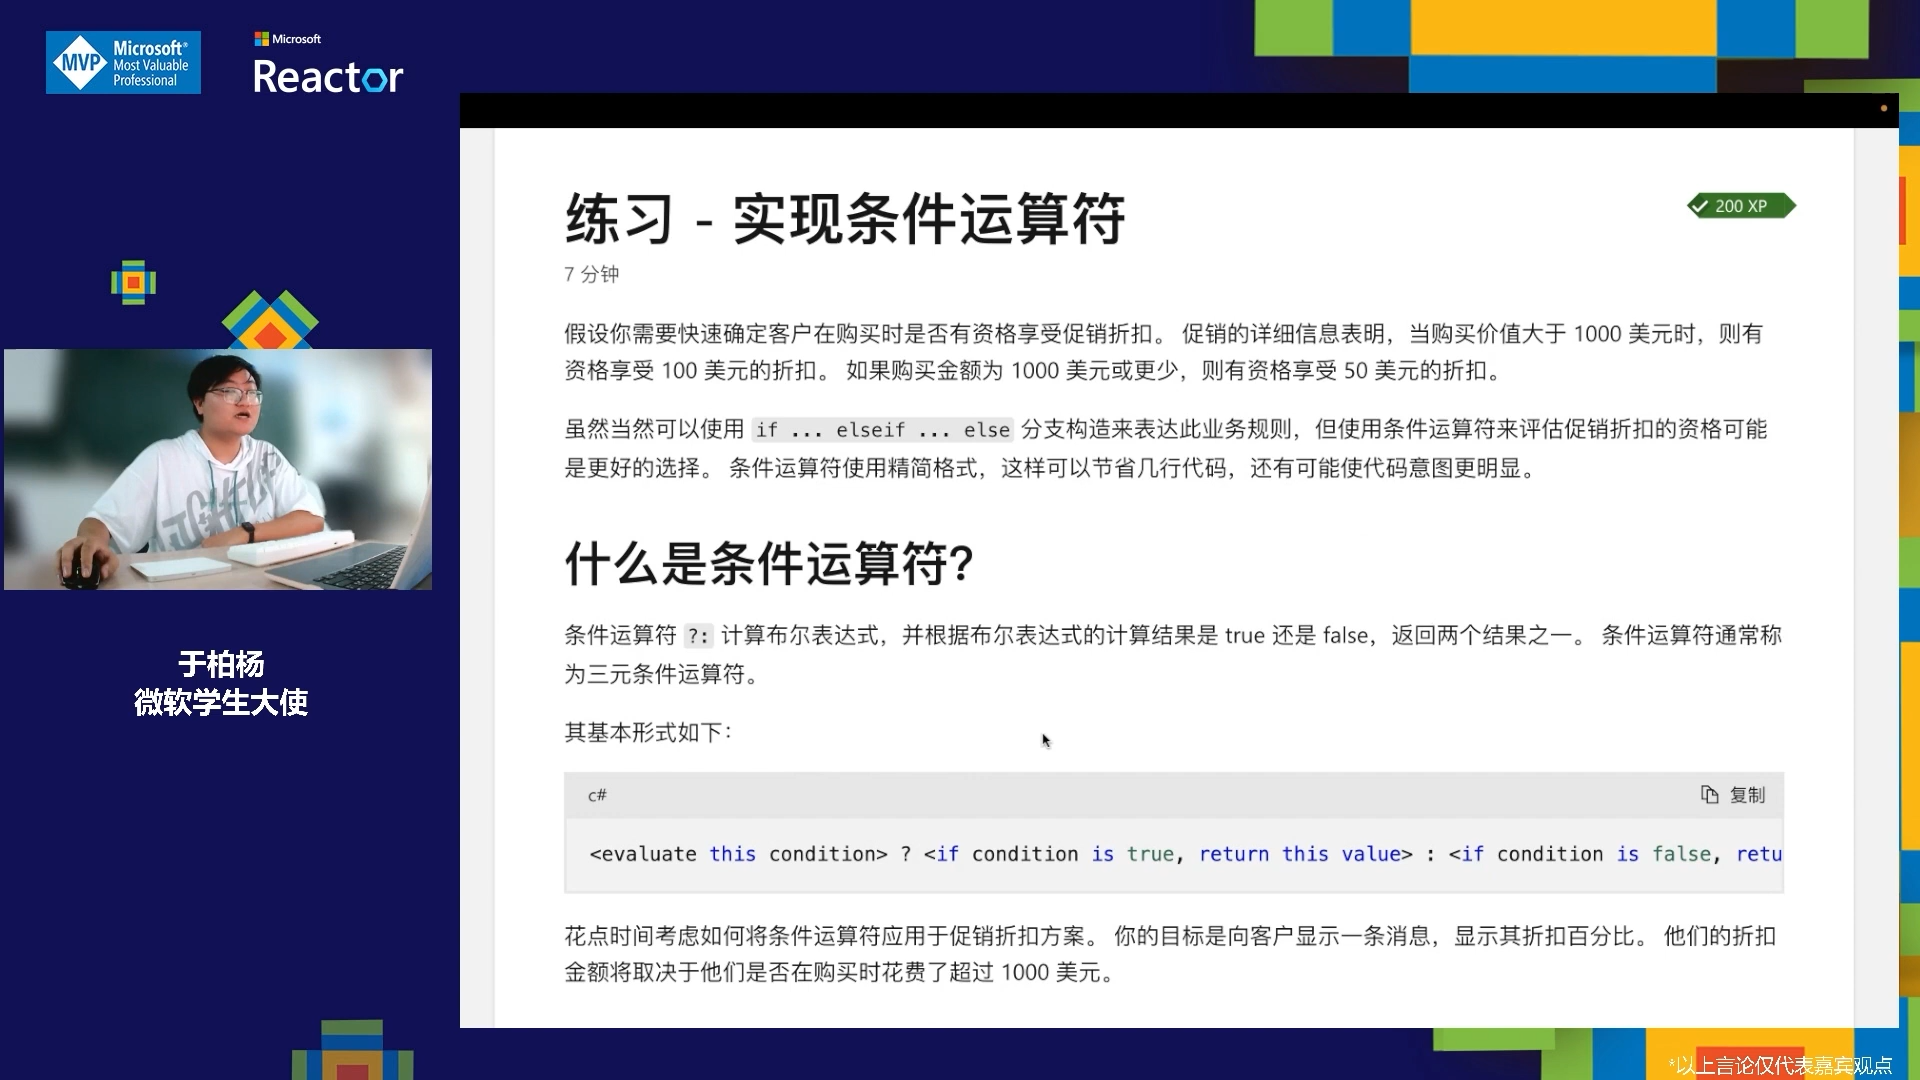 MVP
Microsoft®
Most Valuable
Professional
Microsoft
Reactor
练习 - 实现条件运算符
200 XP
7 分钟
假设你需要快速确定客户在购买时是否有资格享受促销折扣。 促销的详细信息表明，当购买价值大于 1000 美元时，则有
资格享受 100 美元的折扣。 如果购买金额为 1000 美元或更少，则有资格享受 50 美元的折扣。
虽然当然可以使用 if ... elseif ... else 分支构造来表达此业务规则，但使用条件运算符来评估促销折扣的资格可能
是更好的选择。 条件运算符使用精简格式，这样可以节省几行代码，还有可能使代码意图更明显。
什么是条件运算符?
条件运算符 ?: 计算布尔表达式，并根据布尔表达式的计算结果是 true 还是 false，返回两个结果之一。 条件运算符通常称
为三元条件运算符。
其基本形式如下：
c#
复制
<evaluate this condition> ? <if condition is true, return this value> : <if condition is false, retu
花点时间考虑如何将条件运算符应用于促销折扣方案。 你的目标是向客户显示一条消息，显示其折扣百分比。 他们的折扣
金额将取决于他们是否在购买时花费了超过 1000 美元。
于柏杨
微软学生大使
*以上言论仅代表嘉宾观点